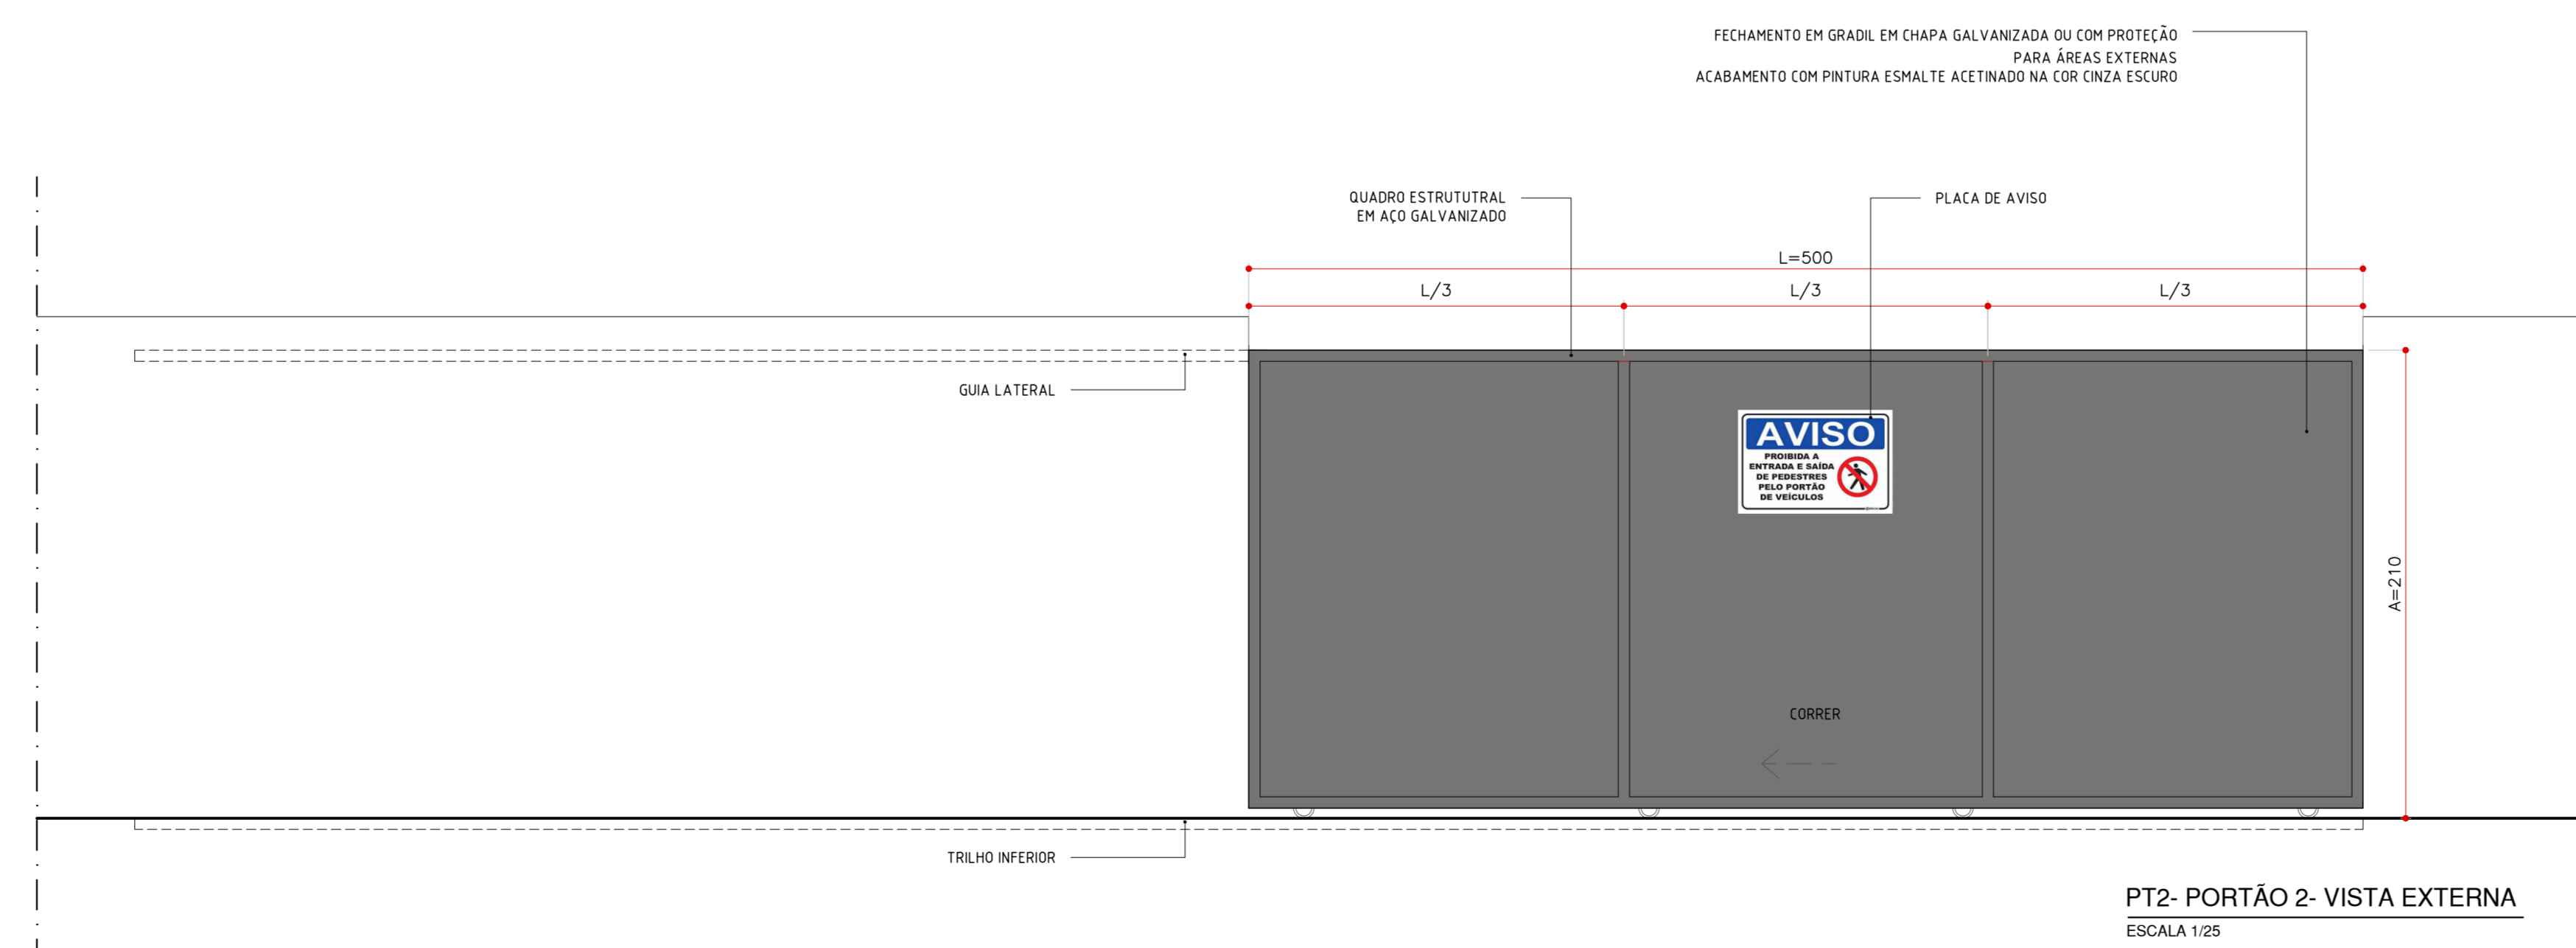 FECHAMENTO EM GRADIL EM CHAPA GALVANIZADA OU COM PROTEÇÃO
PARA ÁREAS EXTERNAS
ACABAMENTO COM PINTURA ESMALTE ACETINADO NA COR CINZA ESCURO
QUADRO ESTRUTUTRAL
EM AÇO GALVANIZADO
PLACA DE AVISO
L=500
L/3
L/3
L/3
GUIA LATERAL
AVISO
PROIBIDA A
ENTRADA E SAÍDA
DE PEDESTRES
PELO PORTÃO
DE VEÍCULOS
A=210
CORRER
TRILHO INFERIOR
PT2- PORTÃO 2- VISTA EXTERNA
ESCALA 1/25